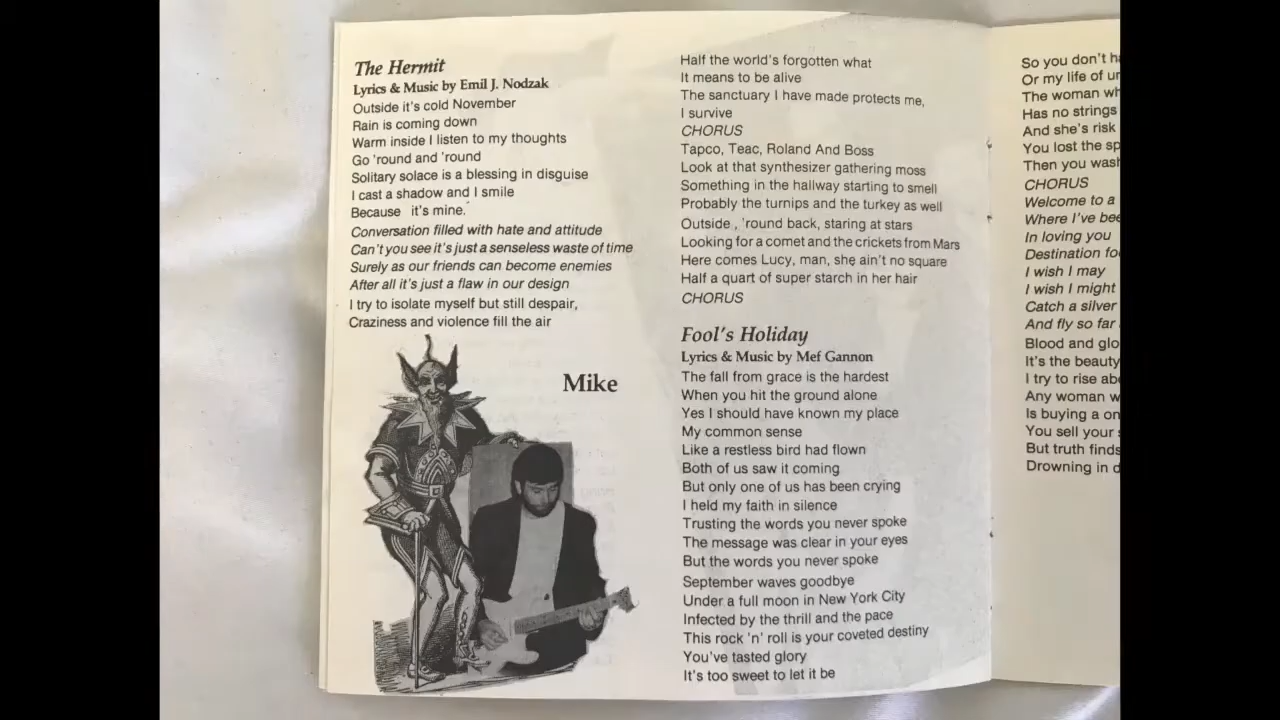 The Hermit
Lyrics & Music by Emil J. Nodzak
Outside it's cold November
Rain is coming down
Warm inside I listen to my thoughts
Go 'round and 'round
Solitary solace is a blessing in disguise
I cast a shadow and I smile
Because it's mine.
Conversation filled with hate and attitude
Can't you see it's just a senseless waste of time
Surely as our friends can become enemies
After all it's just a flaw in our design
I try to isolate myself but still despair,
Craziness and violence fill the air
Mike
Half the world's forgotten what
It means to be alive
The sanctuary I have made protects me,
I survive
CHORUS
Tapco, Teac, Roland And Boss
Look at that synthesizer gathering moss
Something in the hallway starting to smell
Probably the turnips and the turkey as well
Outside , 'round back, staring at stars
Looking for a comet and the crickets from Mars
Here comes Lucy, man, she ain't no square
Half a quart of super starch in her hair
CHORUS
Fool's Holiday
Lyrics & Music by Mef Gannon
The fall from grace is the hardest
When you hit the ground alone
Yes I should have known my place
My common sense
Like a restless bird had flown
Both of us saw it coming
But only one of us has been crying
I held my faith in silence
Trusting the words you never spoke
The message was clear in your eyes
But the words you never spoke
September waves goodbye
Under a full moon in New York City
Infected by the thrill and the pace
This rock 'n' roll is your coveted destiny
You've tasted glory
It's too sweet to let it be
So you don't
Or my life of
The woman
Has no strings
And she's risk
You lost the
Then you
CHORUS
Welcome to a
Where I've
In loving you
Destination
I wish I may
I wish I might
Catch a silver
And fly so far
Blood and
It's the beauty
I try to rise
Any woman
Is buying a
You sell your
But truth finds
Drowning in